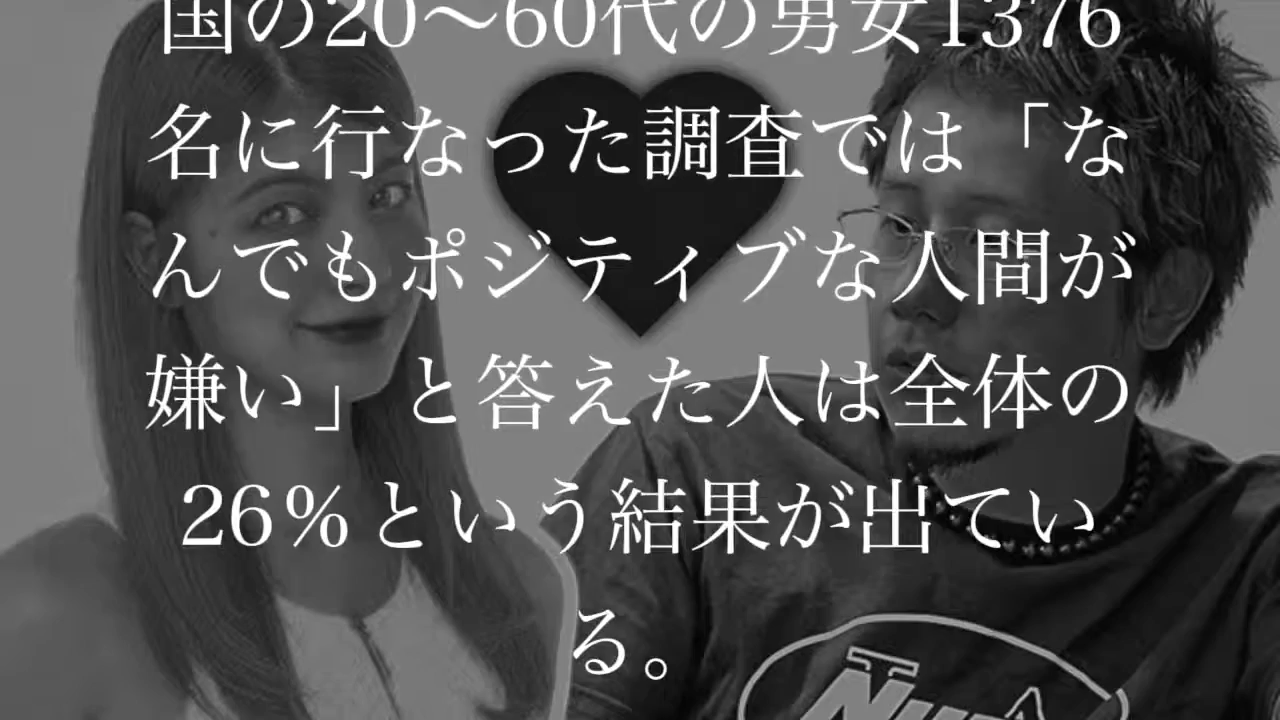 国の20〜60代の男女1376
名に行なった調査では「な
んでもポジティブな人間が
嫌い」と答えた人は全体の
26％という結果が出てい
る。